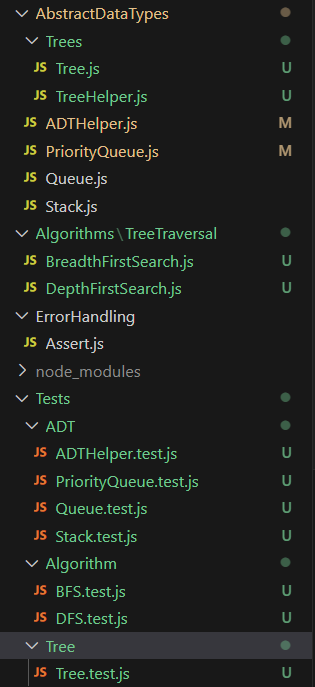 AbstractDataTypes
Trees
JS Tree.js U
JS TreeHelper.js U
JS ADTHelper.js M
JS PriorityQueue.js M
JS Queue.js
JS Stack.js
Algorithms\TreeTraversal
JS BreadthFirstSearch.js U
JS DepthFirstSearch.js U
ErrorHandling
JS Assert.js
node_modules
Tests
ADT
JS ADTHelper.test.js U
JS PriorityQueue.test.js U
JS Queue.test.js U
JS Stack.test.js U
Algorithm
JS BFS.test.js U
JS DFS.test.js U
Tree
JS Tree.test.js U